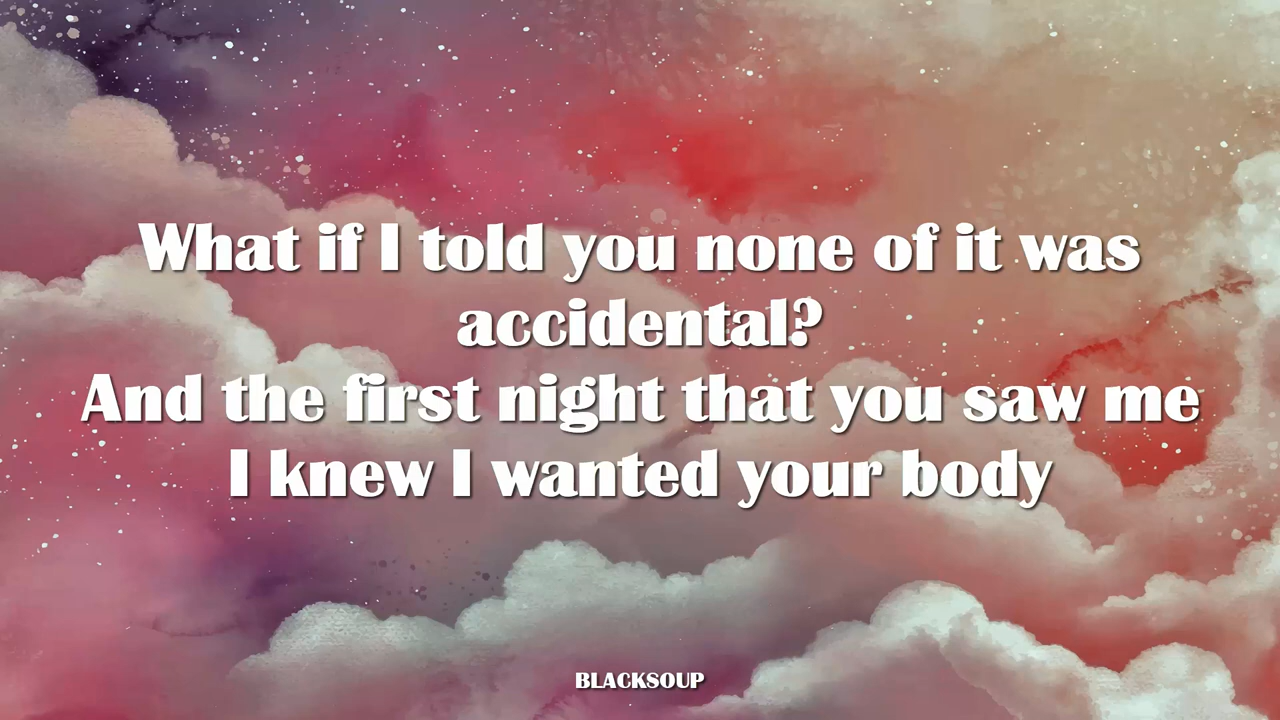 What if I told you none of it was
accidental?
And the first night that you saw me
I knew I wanted your body
BLACKSOUP